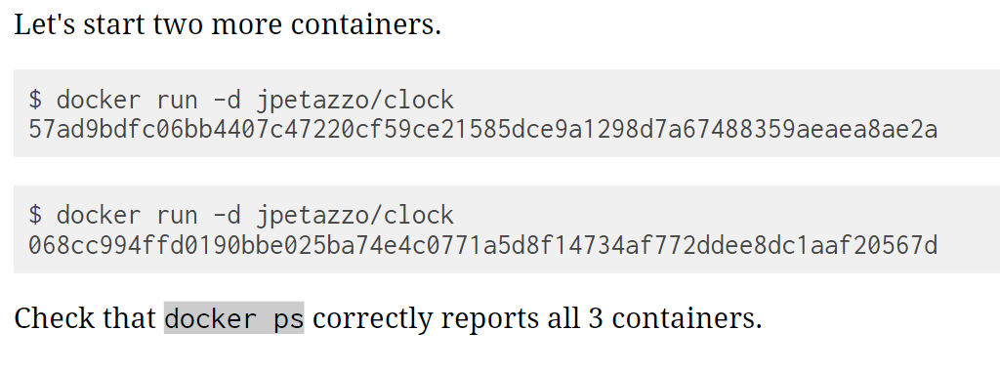 Let's start two more containers.
$ docker run -d jpetazzo/clock
57ad9bdfc06bb4407c47220cf59ce21585dce9a1298d7a67488359aeaea8ae2a
$ docker run -d jpetazzo/clock
068cc994ffd0190bbe025ba74e4c0771a5d8f14734af772ddee8dc1aaf20567d
Check that docker ps correctly reports all 3 containers.